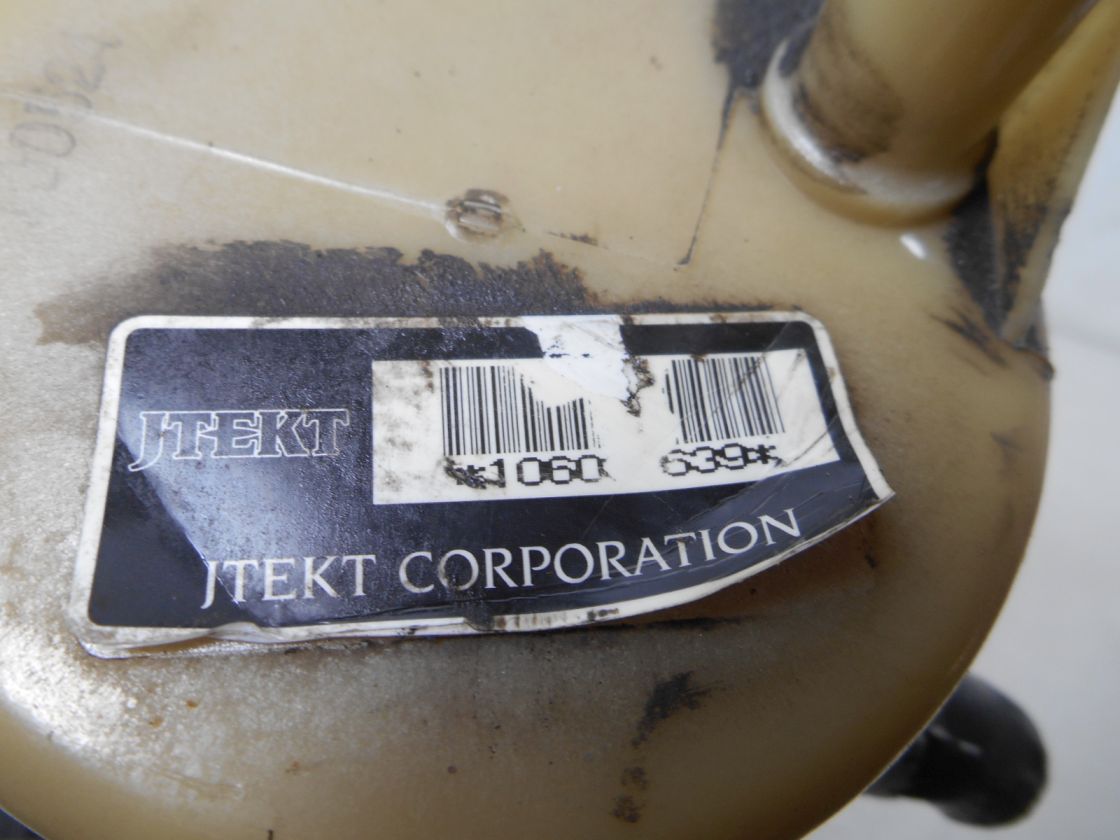 JTEKT
*1060 639*
JTEKT CORPORATION